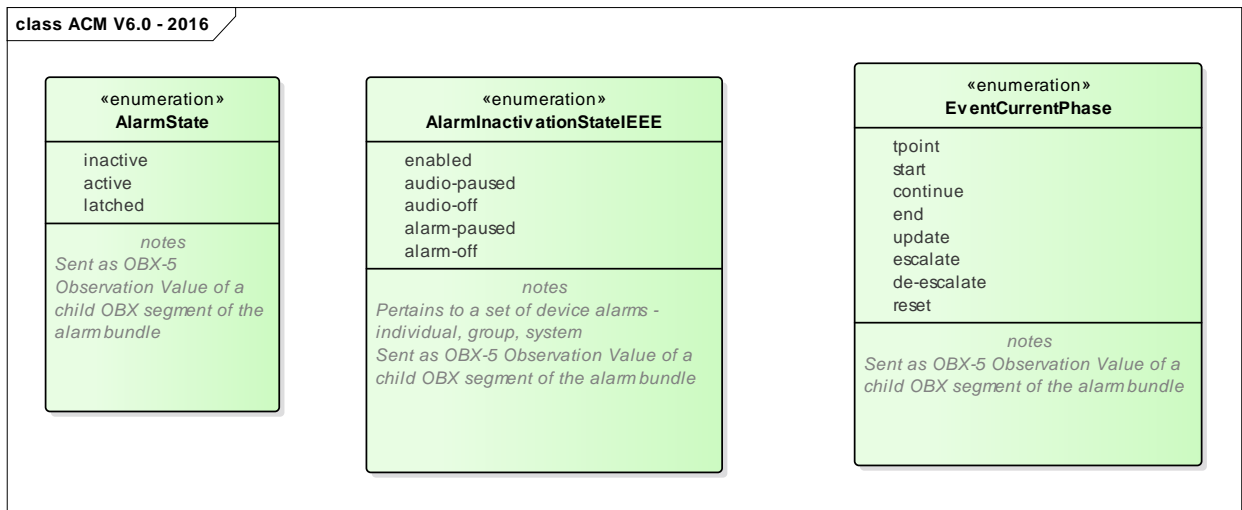 class ACM V6.0 - 2016
«enumeration»
AlarmState
inactive
active
latched
notes
Sent as OBX-5
Observation Value of a
child OBX segment of the
alarm bundle
«enumeration»
AlarmInactivationStateIEEE
enabled
audio-paused
audio-off
alarm-paused
alarm-off
notes
Pertains to a set of device alarms -
individual, group, system
Sent as OBX-5 Observation Value of a
child OBX segment of the alarm bundle
«enumeration»
EventCurrentPhase
tpoint
start
continue
end
update
escalate
de-escalate
reset
notes
Sent as OBX-5 Observation Value of a
child OBX segment of the alarm bundle